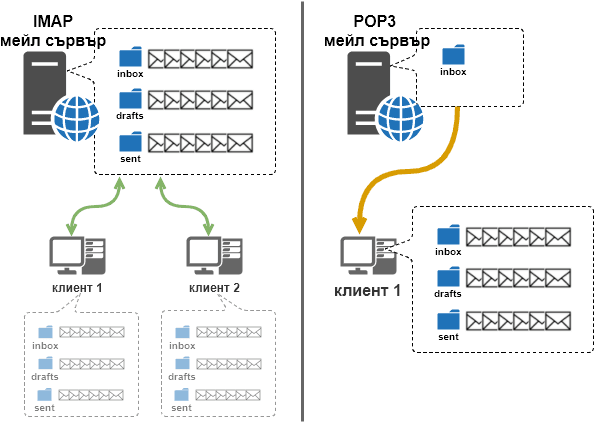 IMAP
мейл сървър
inbox
drafts
sent
клиент 1
клиент 2
inbox
drafts
sent
inbox
drafts
sent
POP3
мейл сървър
inbox
клиент 1
inbox
drafts
sent